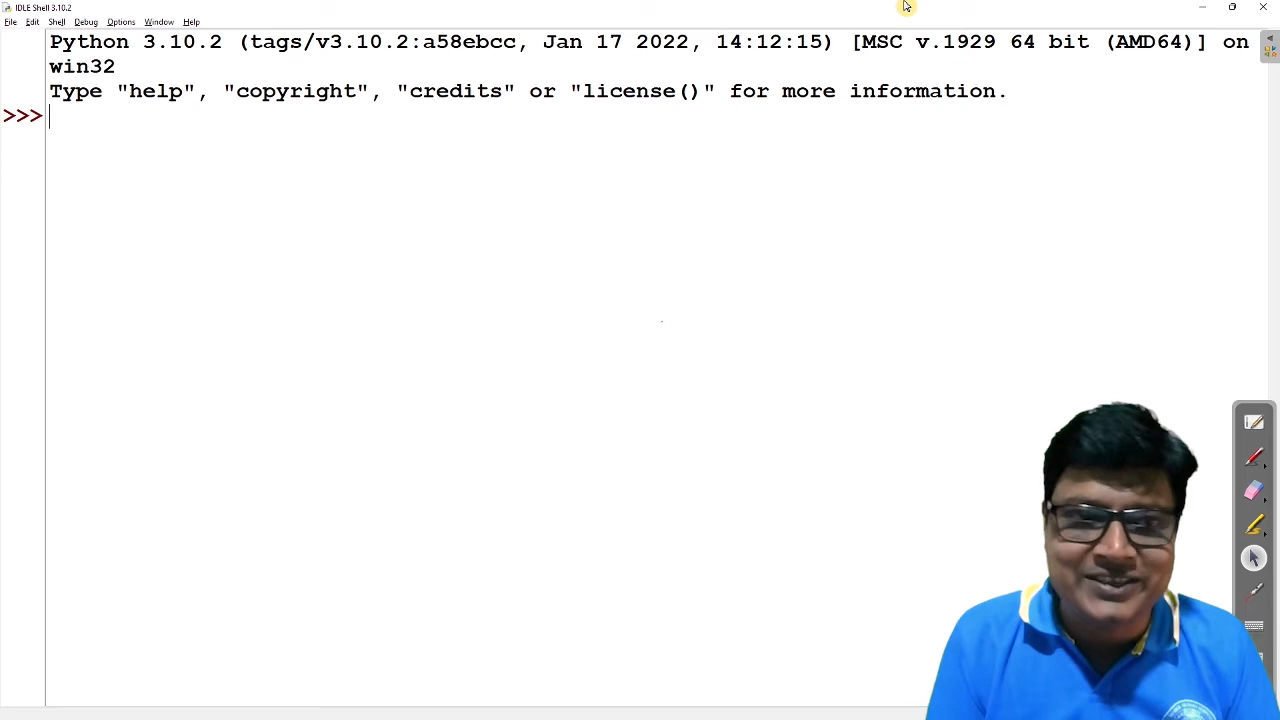 IDLE Shell 3.10.2
File Edit Shell Debug Options Window Help
Python 3.10.2 (tags/v3.10.2:a58ebcc, Jan 17 2022, 14:12:15) [MSC v.1929 64 bit (AMD64)] on
win32
Type "help", "copyright", "credits" or "license()" for more information.
>>>